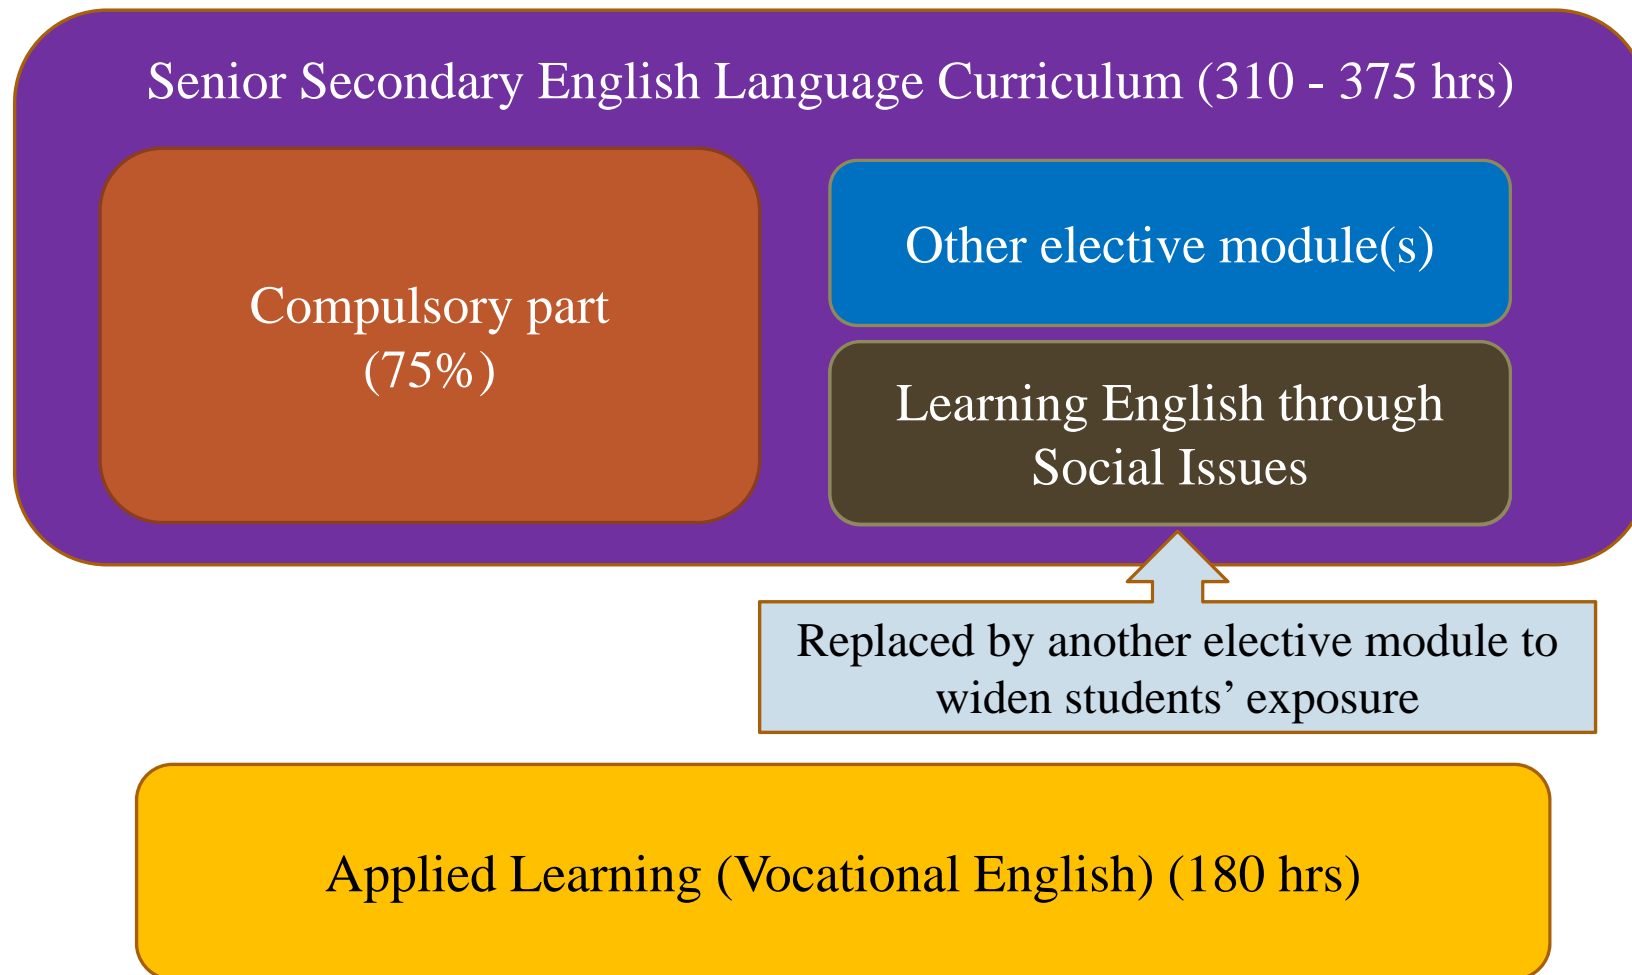 Senior Secondary English Language Curriculum (310 - 375 hrs)
Compulsory part
(75%)
Other elective module(s)
Learning English through
Social Issues
Replaced by another elective module to
widen students’ exposure
Applied Learning (Vocational English) (180 hrs)